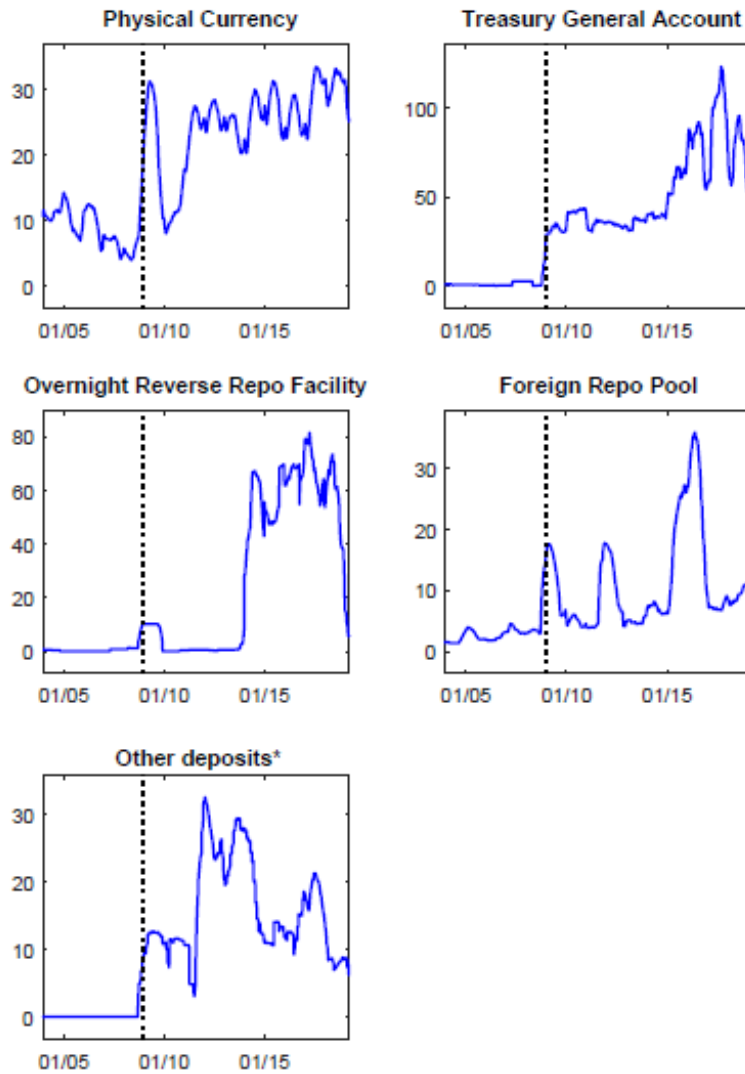 Physical Currency
30
20
10
0
01/05 01/10 01/15
Treasury General Account
100
50
0
01/05 01/10 01/15
Overnight Reverse Repo Facility
80
60
40
20
0
01/05 01/10 01/15
Foreign Repo Pool
30
20
10
0
01/05 01/10 01/15
Other deposits*
30
20
10
0
01/05 01/10 01/15